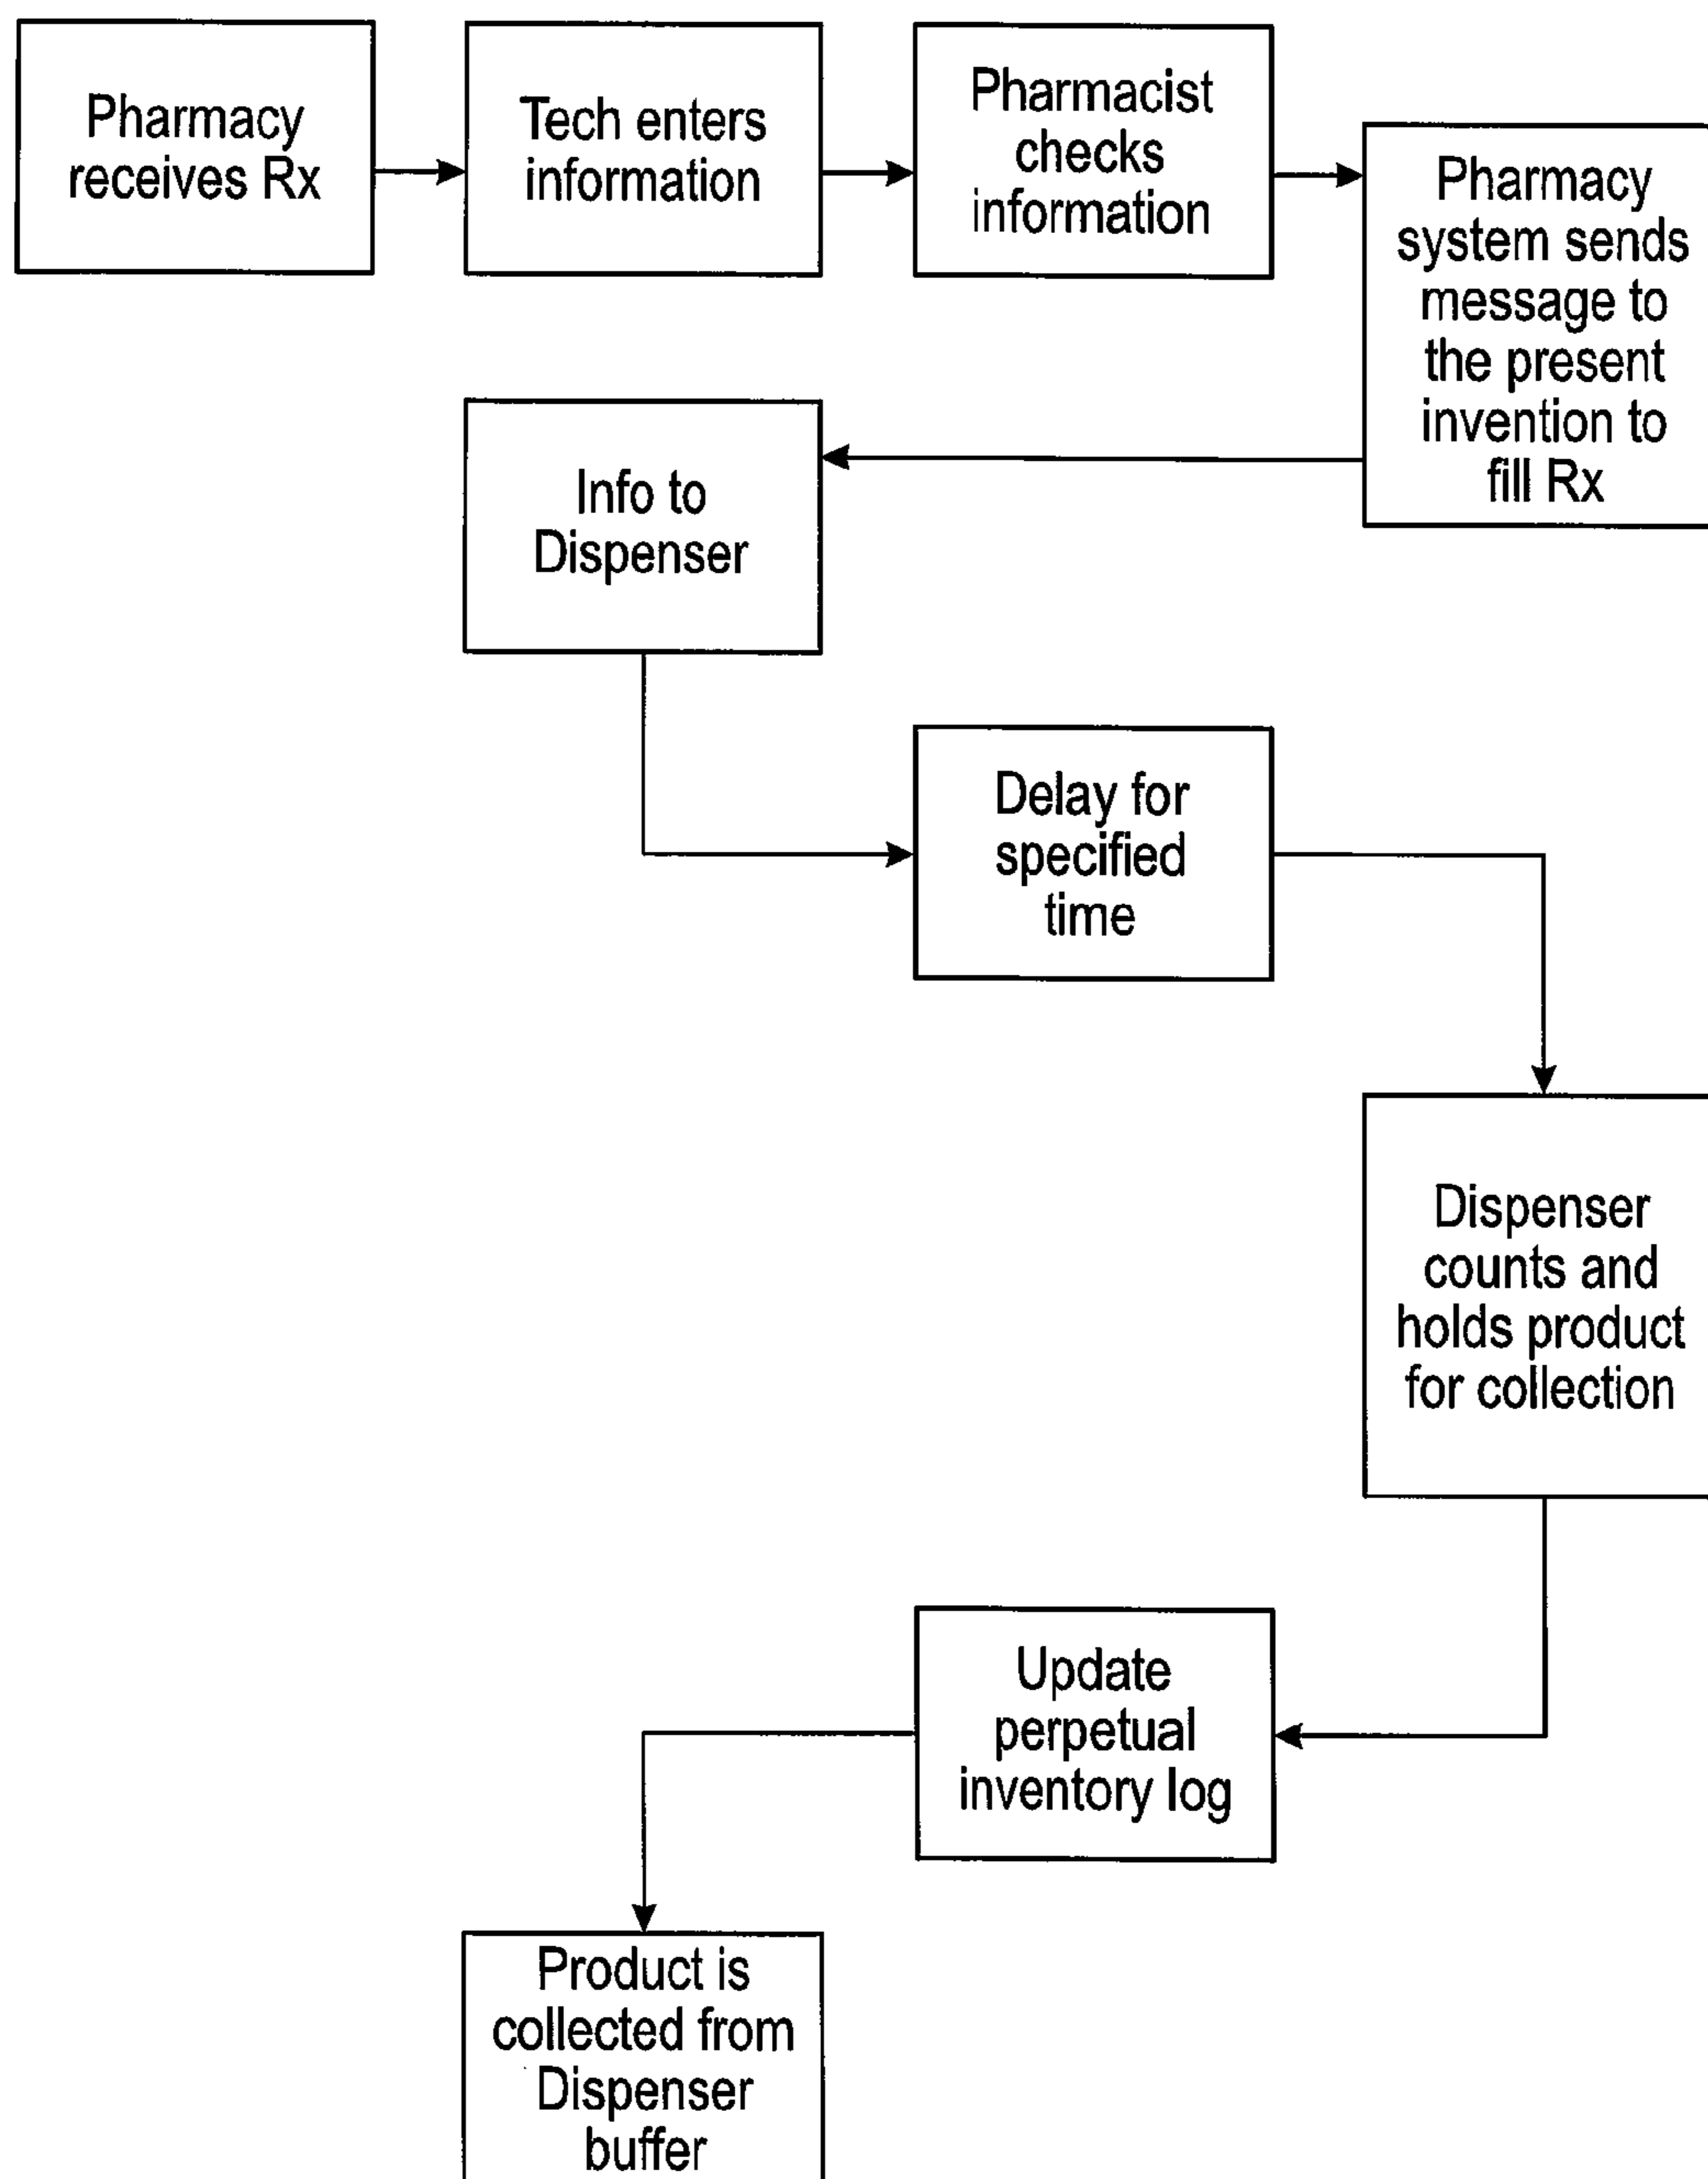 Pharmacy
receives Rx
Tech enters
information
Pharmacist
checks
information
Pharmacy
system sends
message to
the present
invention to
fill Rx
Info to
Dispenser
Delay for
specified
time
Dispenser
counts and
holds product
for collection
Update
perpetual
inventory log
Product is
collected from
Dispenser
buffer